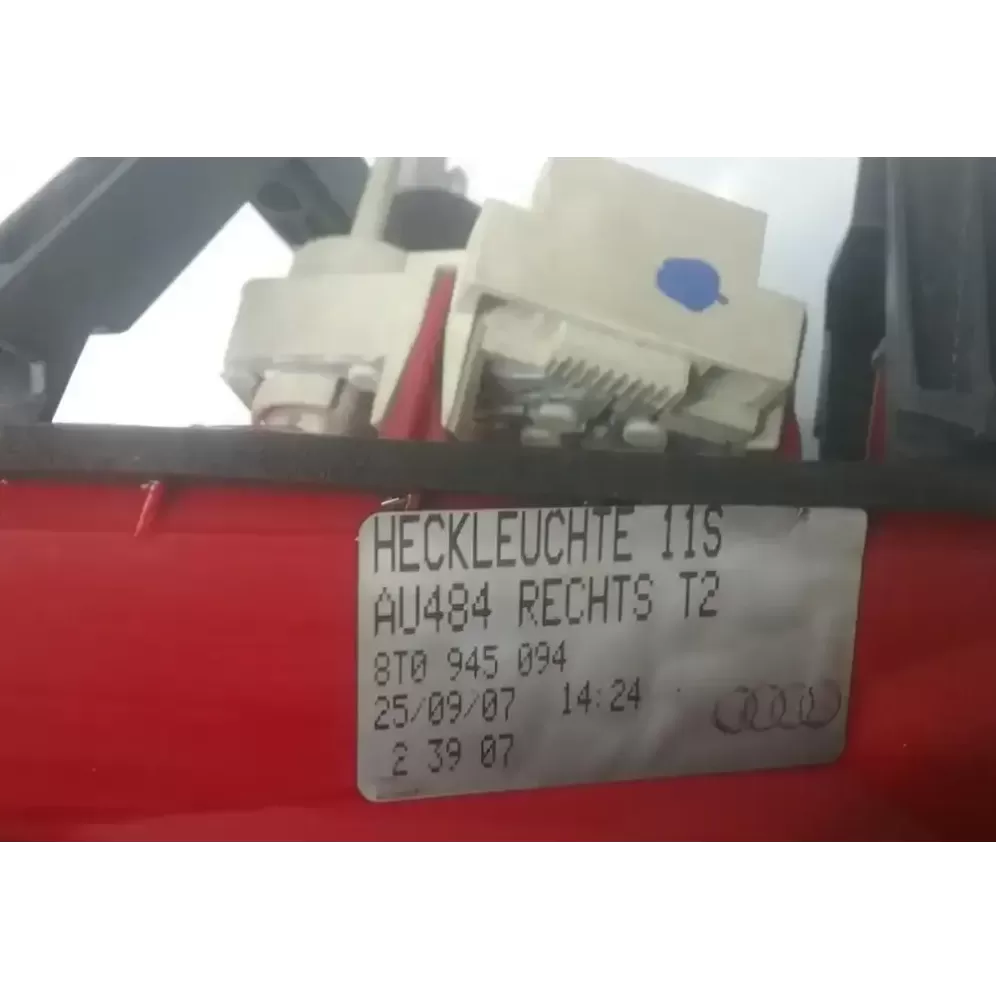 HECKLEUCHTE 11S
AU484 RECHTS T2
8T0 945 094
25/09/07 14:24
2 39 07